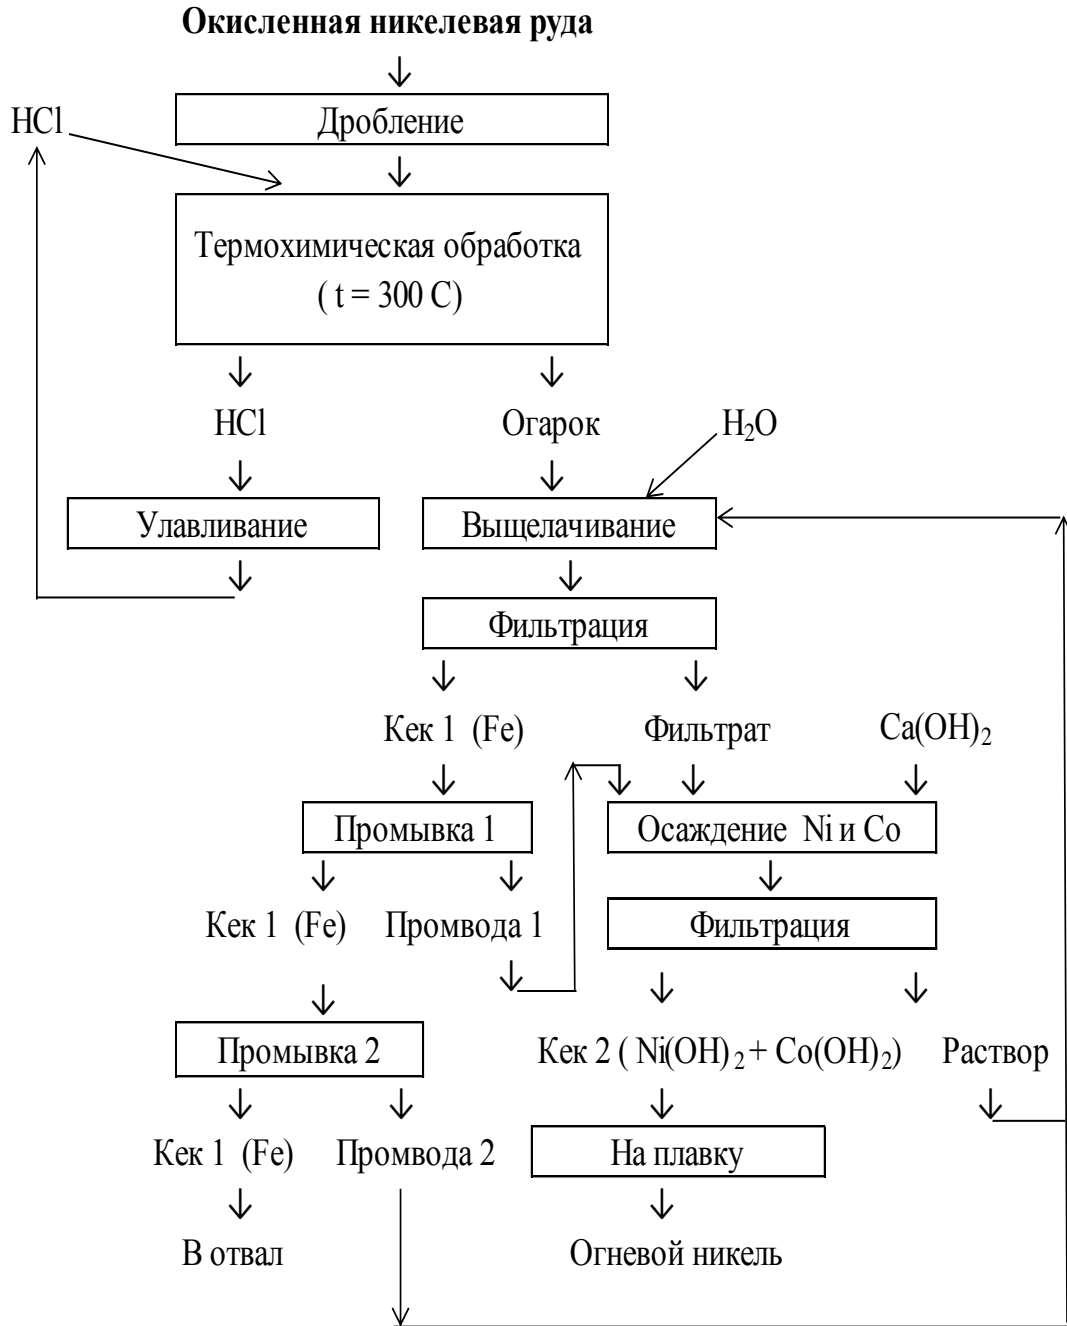 Окисленная никелевая руда
HCl
Дробление
Термохимическая обработка
( t = 300 С)
HCl
Огарок
H₂O
Улавливание
Выщелачивание
Фильтрация
Кек 1 (Fe)
Фильтрат
Ca(OH)₂
Промывка 1
Осаждение Ni и Co
Кек 1 (Fe)
Промвода 1
Фильтрация
Промывка 2
Кек 2 ( Ni(OH)₂ + Co(OH)₂)
Раствор
Кек 1 (Fe)
Промвода 2
На плавку
В отвал
Огневой никель